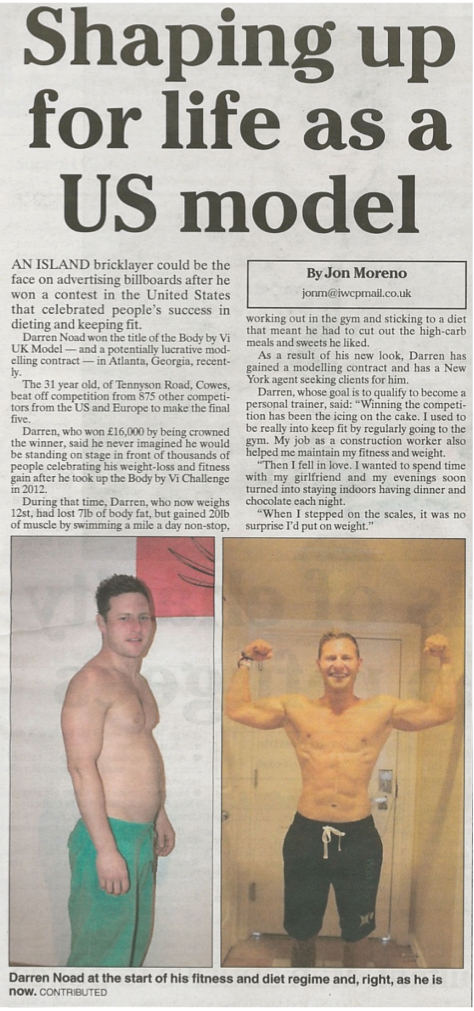 Shaping up
for life as a
US model
AN ISLAND bricklayer could be the
face on advertising billboards after he
won a contest in the United States
that celebrated people's success in
dieting and keeping fit.
Darren Noad won the title of the Body by Vi
UK Model — and a potentially lucrative mod-
elling contract — in Atlanta, Georgia, recent-
ly.
The 31 year old, of Tennyson Road, Cowes,
beat off competition from 875 other competi-
tors from the US and Europe to make the final
five.
Darren, who won £16,000 by being crowned
the winner, said he never imagined he would
be standing on stage in front of thousands of
people celebrating his weight-loss and fitness
gain after he took up the Body by Vi Challenge
in 2012.
During that time, Darren, who now weighs
12st, had lost 7lb of body fat, but gained 20lb
of muscle by swimming a mile a day non-stop,
By Jon Moreno
jonm@iwcpmail.co.uk
working out in the gym and sticking to a diet
that meant he had to cut out the high-carb
meals and sweets he liked.
As a result of his new look, Darren has
gained a modelling contract and has a New
York agent seeking clients for him.
Darren, whose goal is to qualify to become a
personal trainer, said: "Winning the competi-
tion has been the icing on the cake. I used to
be really into keep fit by regularly going to the
gym. My job as a construction worker also
helped me maintain my fitness and weight.
"Then I fell in love. I wanted to spend time
with my girlfriend and my evenings soon
turned into staying indoors having dinner and
chocolate each night.
"When I stepped on the scales, it was no
surprise I'd put on weight."
Darren Noad at the start of his fitness and diet regime and, right, as he is
now. CONTRIBUTED